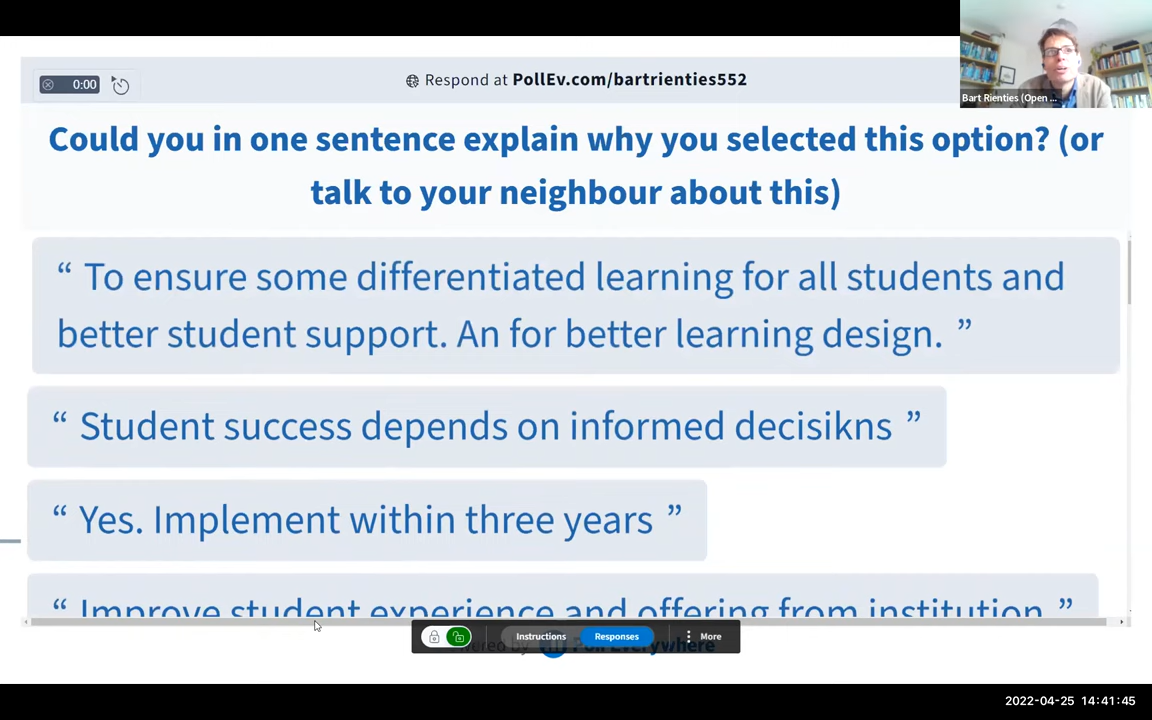 0:00
Respond at PollEv.com/bartrienties552
Bart Rienties (Open ...
Could you in one sentence explain why you selected this option? (or
talk to your neighbour about this)
“ To ensure some differentiated learning for all students and
better student support. An for better learning design. ”
“ Student success depends on informed decisikns ”
“ Yes. Implement within three years ”
“ Improve student experience and offering from institution. ”
Instructions Responses More
Poll Everywhere
2022-04-25 14:41:45